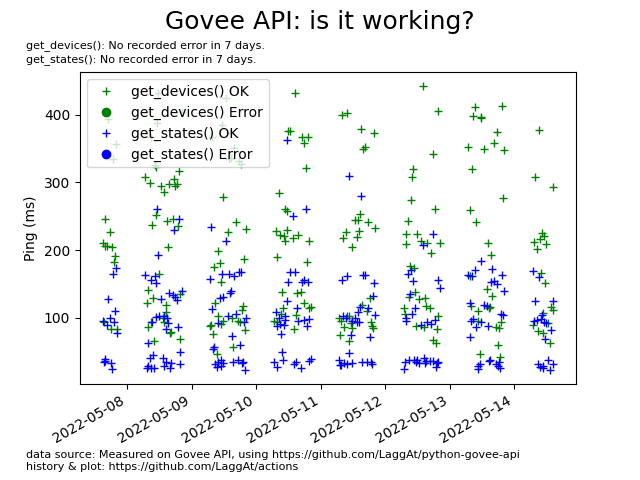 Govee API: is it working?
get_devices(): No recorded error in 7 days.
get_states(): No recorded error in 7 days.
get_devices() OK
get_devices() Error
get_states() OK
get_states() Error
400
300
200
100
Ping (ms)
2022-05-08
2022-05-09
2022-05-10
2022-05-11
2022-05-12
2022-05-13
2022-05-14
data source: Measured on Govee API, using https://github.com/LaggAt/python-govee-api
history & plot: https://github.com/LaggAt/actions